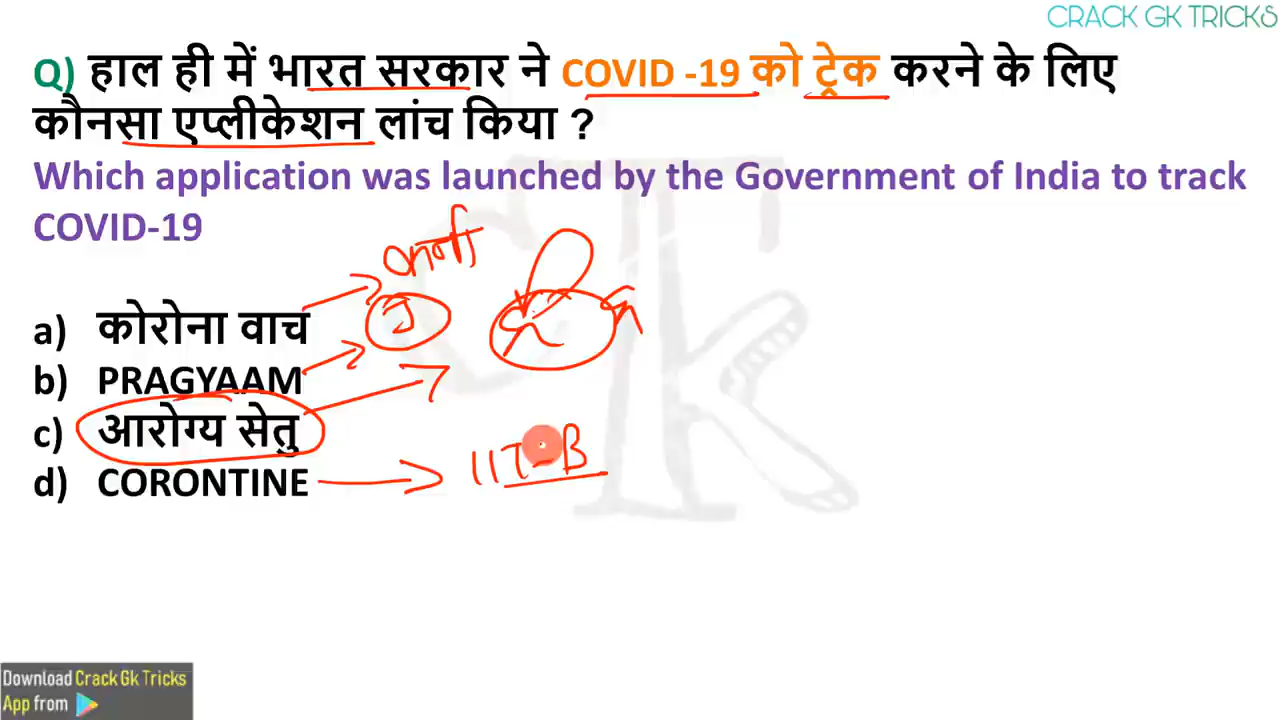 CRACK GK TRICKS
Q) हाल ही में भारत सरकार ने COVID -19 को ट्रेक करने के लिए
कौनसा एप्लीकेशन लांच किया ?
Which application was launched by the Government of India to track
COVID-19
a) कोरोना वाच
b) PRAGYAAM
c) आरोग्य सेतु
d) CORONTINE
IIT-B
Download Crack Gk Tricks
App from